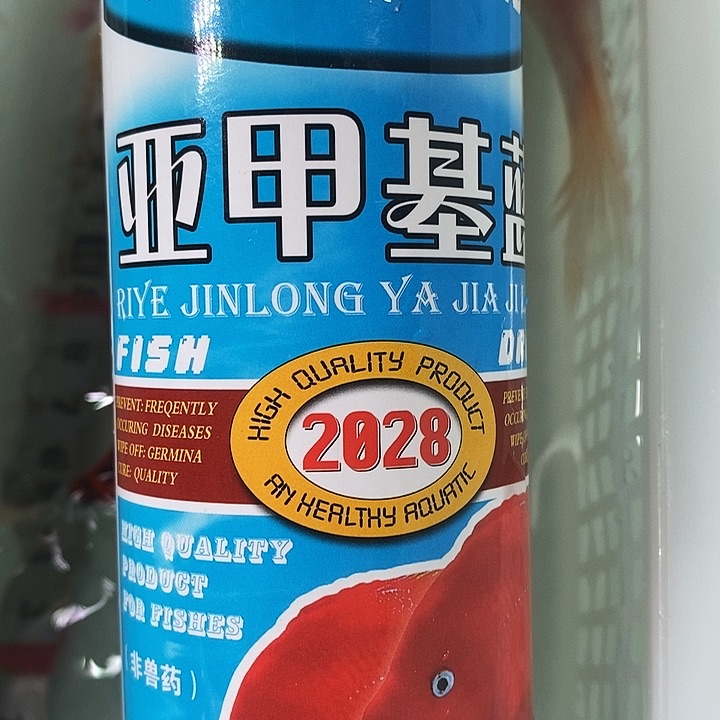 亚甲基蓝
RIYE JINLONG YA JIA JI
FISH
PREVENT: FREQENTLY
OCCURING DISEASES
WIPE OFF: GERMINA
CURE: QUALITY
HIGH QUALITY PRODUCT
2028
AN HEALTHY AQUATIC
HIGH QUALITY
PRODUCT
FOR FISHES
（非兽药）